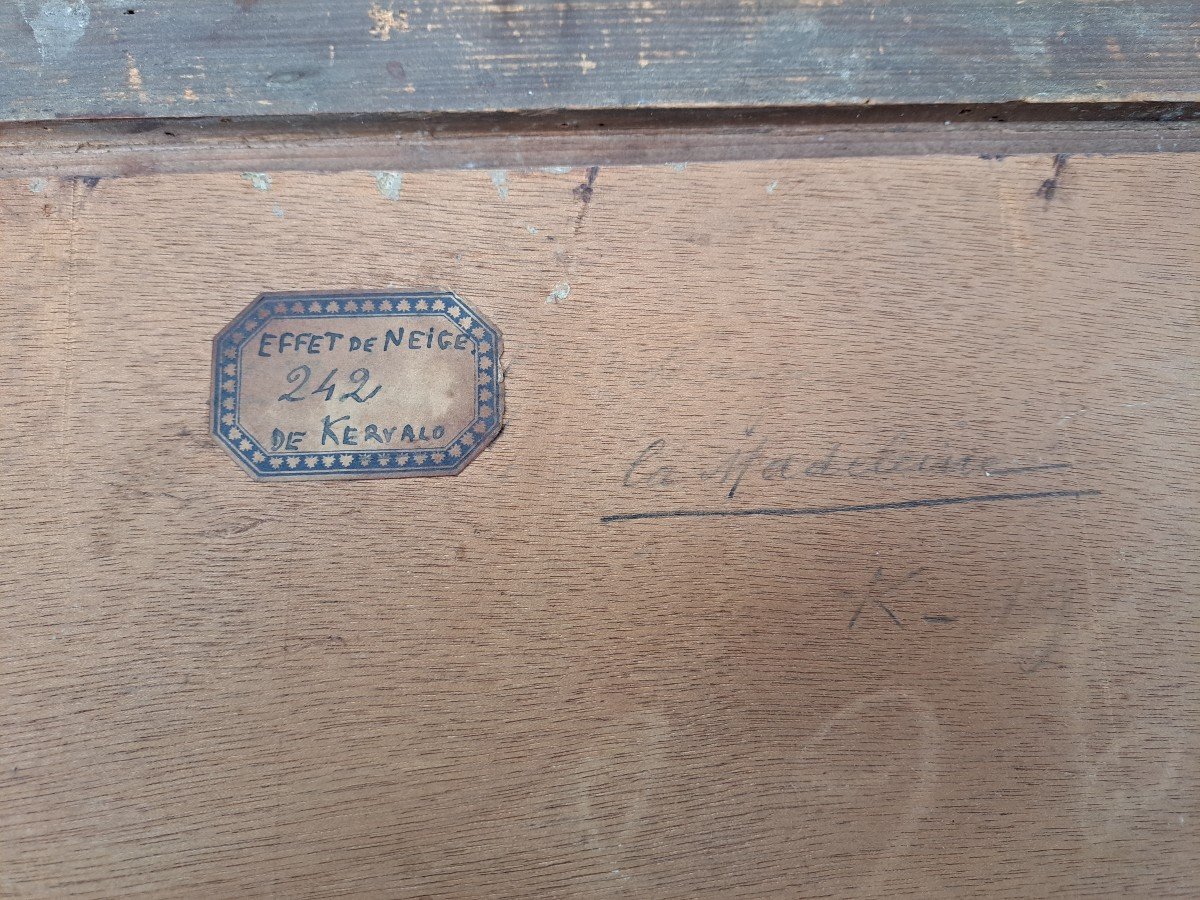 EFFET DE NEIGE.
242
DE KERVALO
la Madeleine
K-